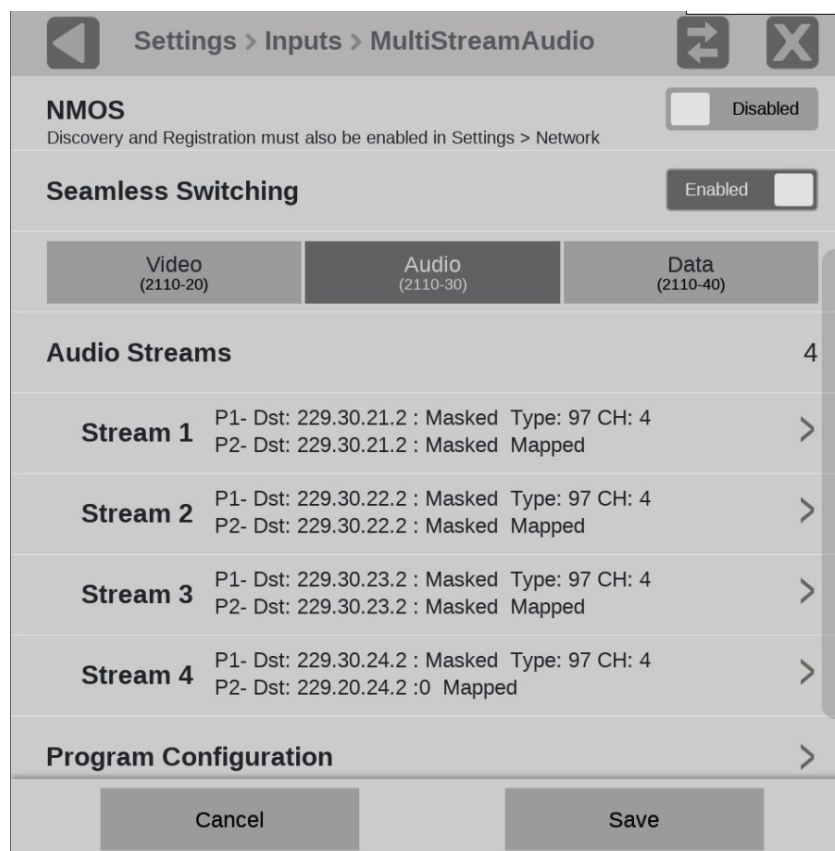 Settings > Inputs > MultiStreamAudio
NMOS
Disabled
Discovery and Registration must also be enabled in Settings > Network
Seamless Switching
Enabled
Video
(2110-20)
Audio
(2110-30)
Data
(2110-40)
Audio Streams
4
Stream 1
P1- Dst: 229.30.21.2 : Masked Type: 97 CH: 4
P2- Dst: 229.30.21.2 : Masked Mapped
>
Stream 2
P1- Dst: 229.30.22.2 : Masked Type: 97 CH: 4
P2- Dst: 229.30.22.2 : Masked Mapped
>
Stream 3
P1- Dst: 229.30.23.2 : Masked Type: 97 CH: 4
P2- Dst: 229.30.23.2 : Masked Mapped
>
Stream 4
P1- Dst: 229.30.24.2 : Masked Type: 97 CH: 4
P2- Dst: 229.20.24.2 :0 Mapped
>
Program Configuration
>
Cancel
Save